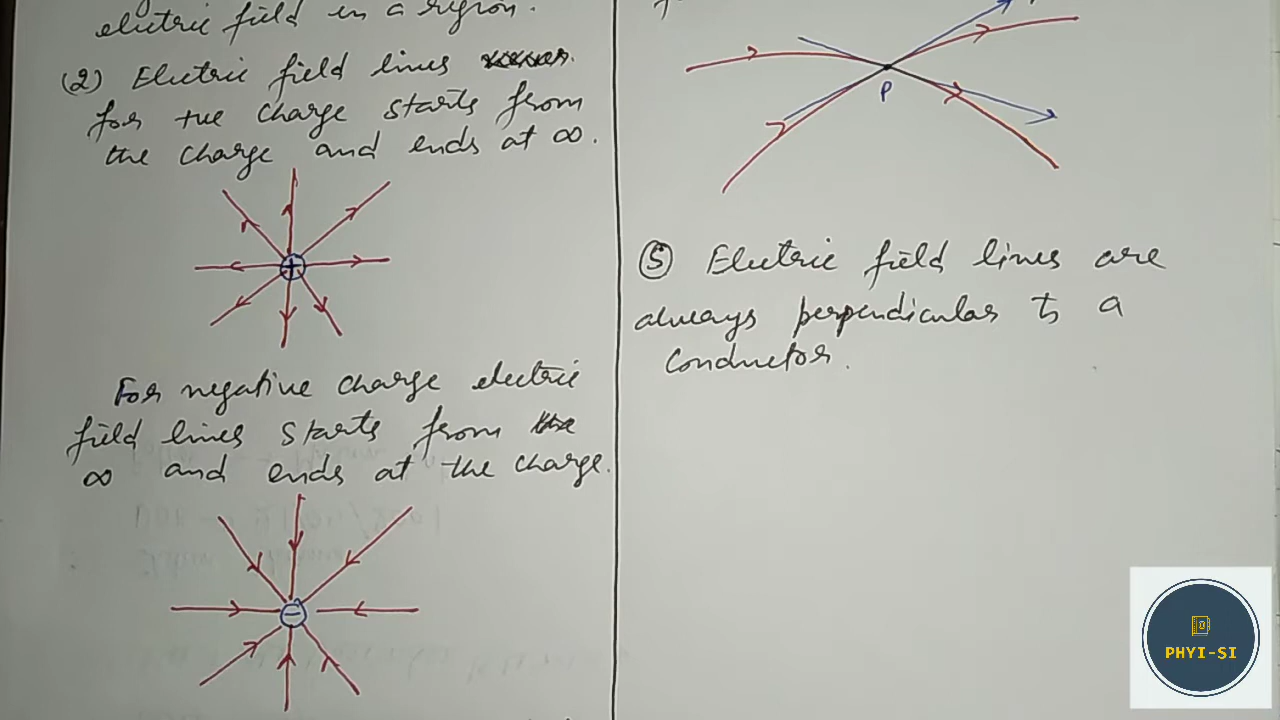 electric field in a region.
(2) Electric field lines
for +ve charge starts from
the charge and ends at ∞.
+
For negative charge electric
field lines starts from
∞ and ends at the charge.
−
P
(5) Electric field lines are
always perpendicular to a
conductor.
PHYI-SI